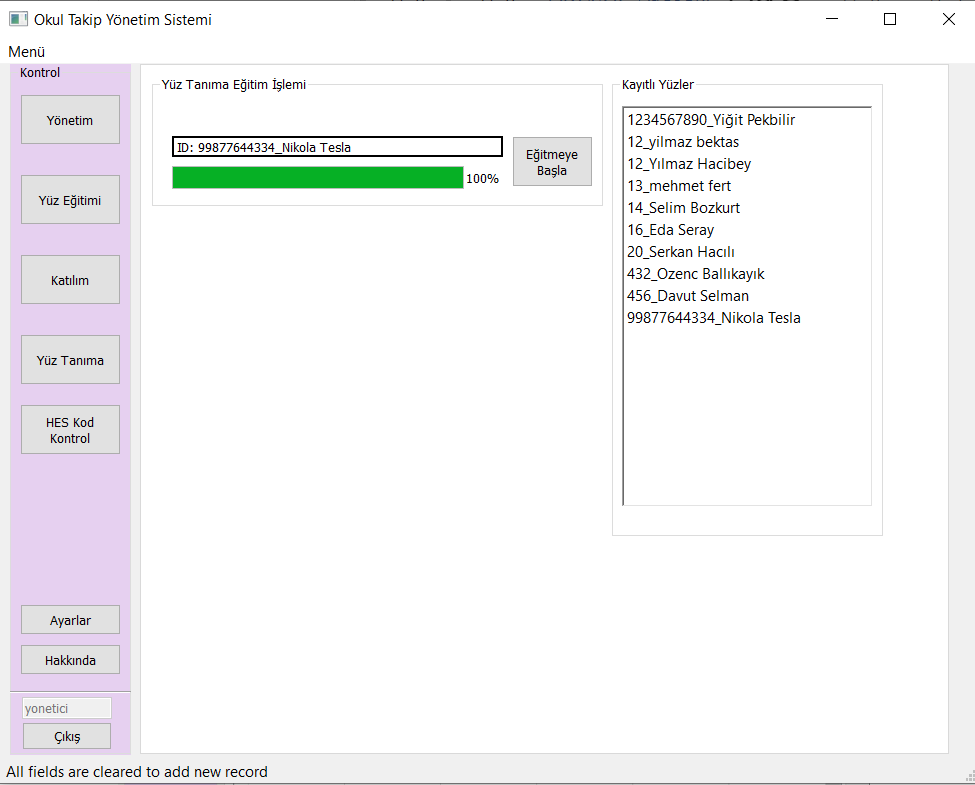 Okul Takip Yönetim Sistemi
Menü
Kontrol
Yönetim
Yüz Eğitimi
Katılım
Yüz Tanıma
HES Kod
Kontrol
Ayarlar
Hakkında
yonetici
Çıkış
Yüz Tanıma Eğitim İşlemi
ID: 99877644334_Nikola Tesla
100%
Eğitmeye
Başla
Kayıtlı Yüzler
1234567890_Yiğit Pekbilir
12_yilmaz bektas
12_Yılmaz Hacibey
13_mehmet fert
14_Selim Bozkurt
16_Eda Seray
20_Serkan Hacılı
432_Ozenc Ballıkayık
456_Davut Selman
99877644334_Nikola Tesla
All fields are cleared to add new record